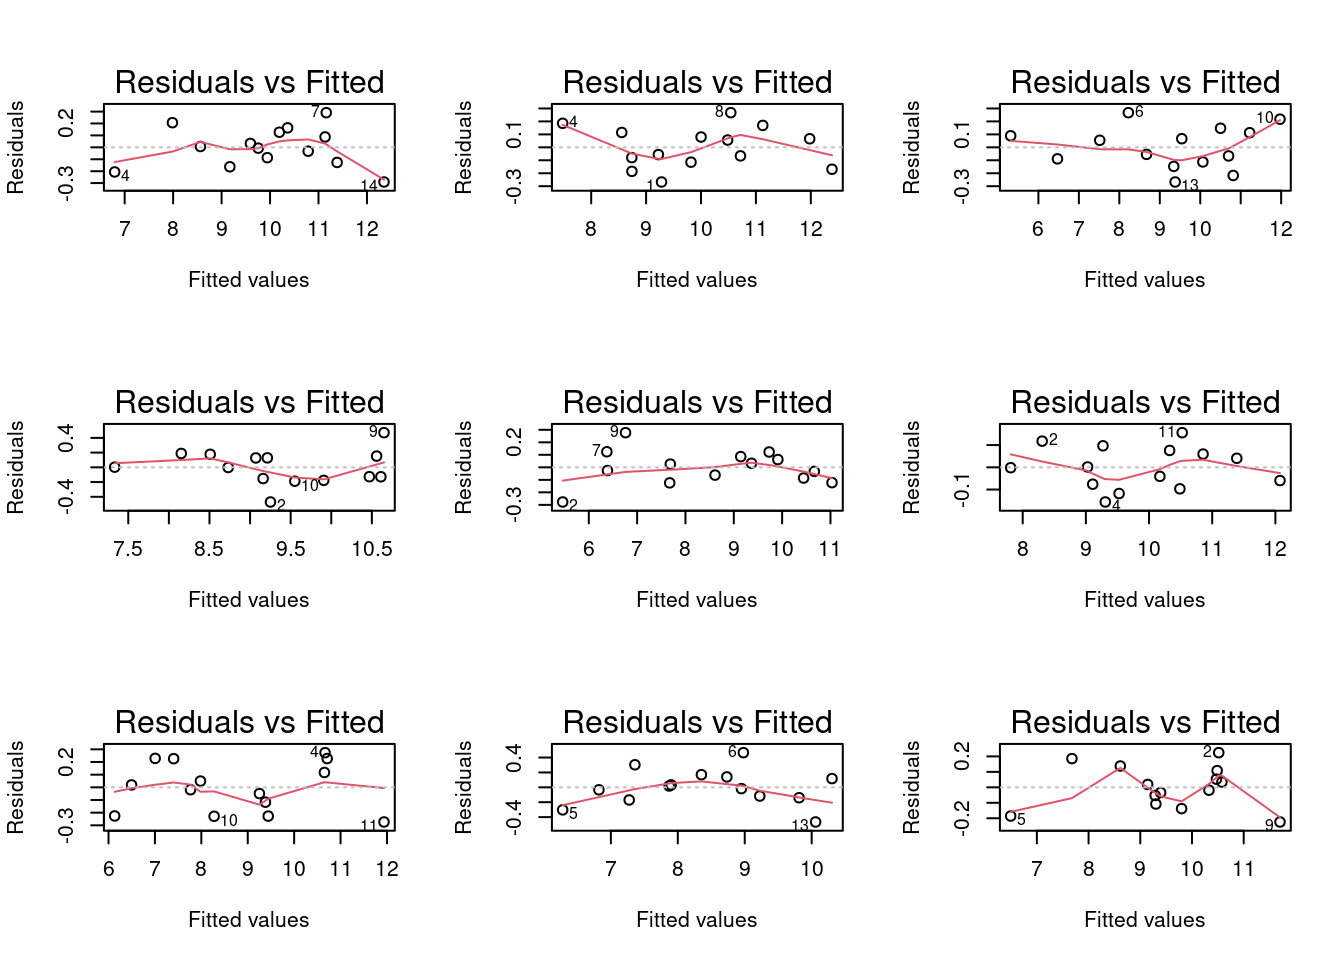 Residuals vs Fitted
Residuals
0.2
-0.3
7
4
14
7 8 9 10 11 12
Fitted values
Residuals vs Fitted
Residuals
0.1
-0.3
8
4
1
8 9 10 11 12
Fitted values
Residuals vs Fitted
Residuals
0.1
-0.3
6
10
13
6 7 8 9 10 12
Fitted values
Residuals vs Fitted
Residuals
0.4
-0.4
9
10
2
7.5 8.5 9.5 10.5
Fitted values
Residuals vs Fitted
Residuals
0.2
-0.3
9
7
2
6 7 8 9 10 11
Fitted values
Residuals vs Fitted
Residuals
-0.1
11
2
4
8 9 10 11 12
Fitted values
Residuals vs Fitted
Residuals
0.2
-0.3
4
10
11
6 7 8 9 10 11 12
Fitted values
Residuals vs Fitted
Residuals
0.4
-0.4
6
5
13
7 8 9 10
Fitted values
Residuals vs Fitted
Residuals
0.2
-0.2
2
5
9
7 8 9 10 11
Fitted values